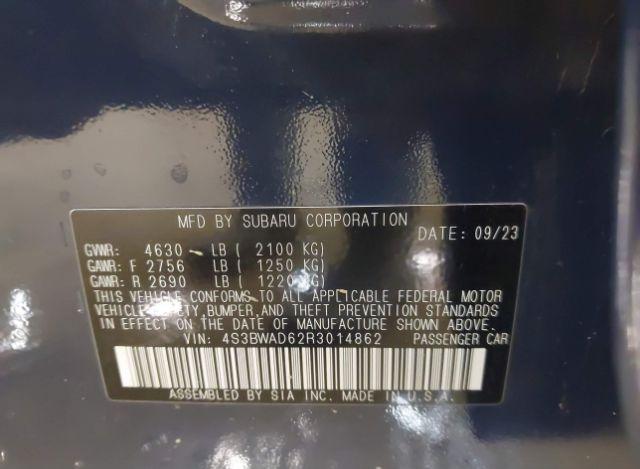 MFD BY SUBARU CORPORATION
DATE: 09/23
GVWR: 4630 LB ( 2100 KG)
GAWR: F 2756 LB ( 1250 KG)
GAWR: R 2690 LB ( 1220 KG)
THIS VEHICLE CONFORMS TO ALL APPLICABLE FEDERAL MOTOR
VEHICLE SAFETY, BUMPER, AND THEFT PREVENTION STANDARDS
IN EFFECT ON THE DATE OF MANUFACTURE SHOWN ABOVE.
VIN: 4S3BWAD62R3014862 PASSENGER CAR
ASSEMBLED BY SIA INC. MADE IN U.S.A.